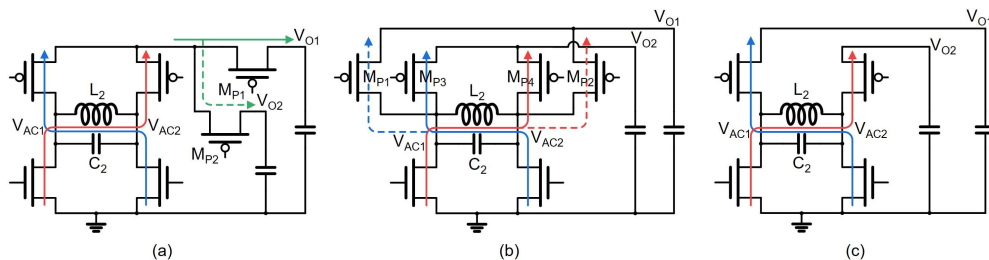 V_O1
L_2
M_P1
V_O2
V_AC1
V_AC2
C_2
M_P2
(a)
V_O1
V_O2
M_P1
M_P3
M_P4
M_P2
L_2
V_AC1
V_AC2
C_2
(b)
V_O1
V_O2
L_2
V_AC1
V_AC2
C_2
(c)